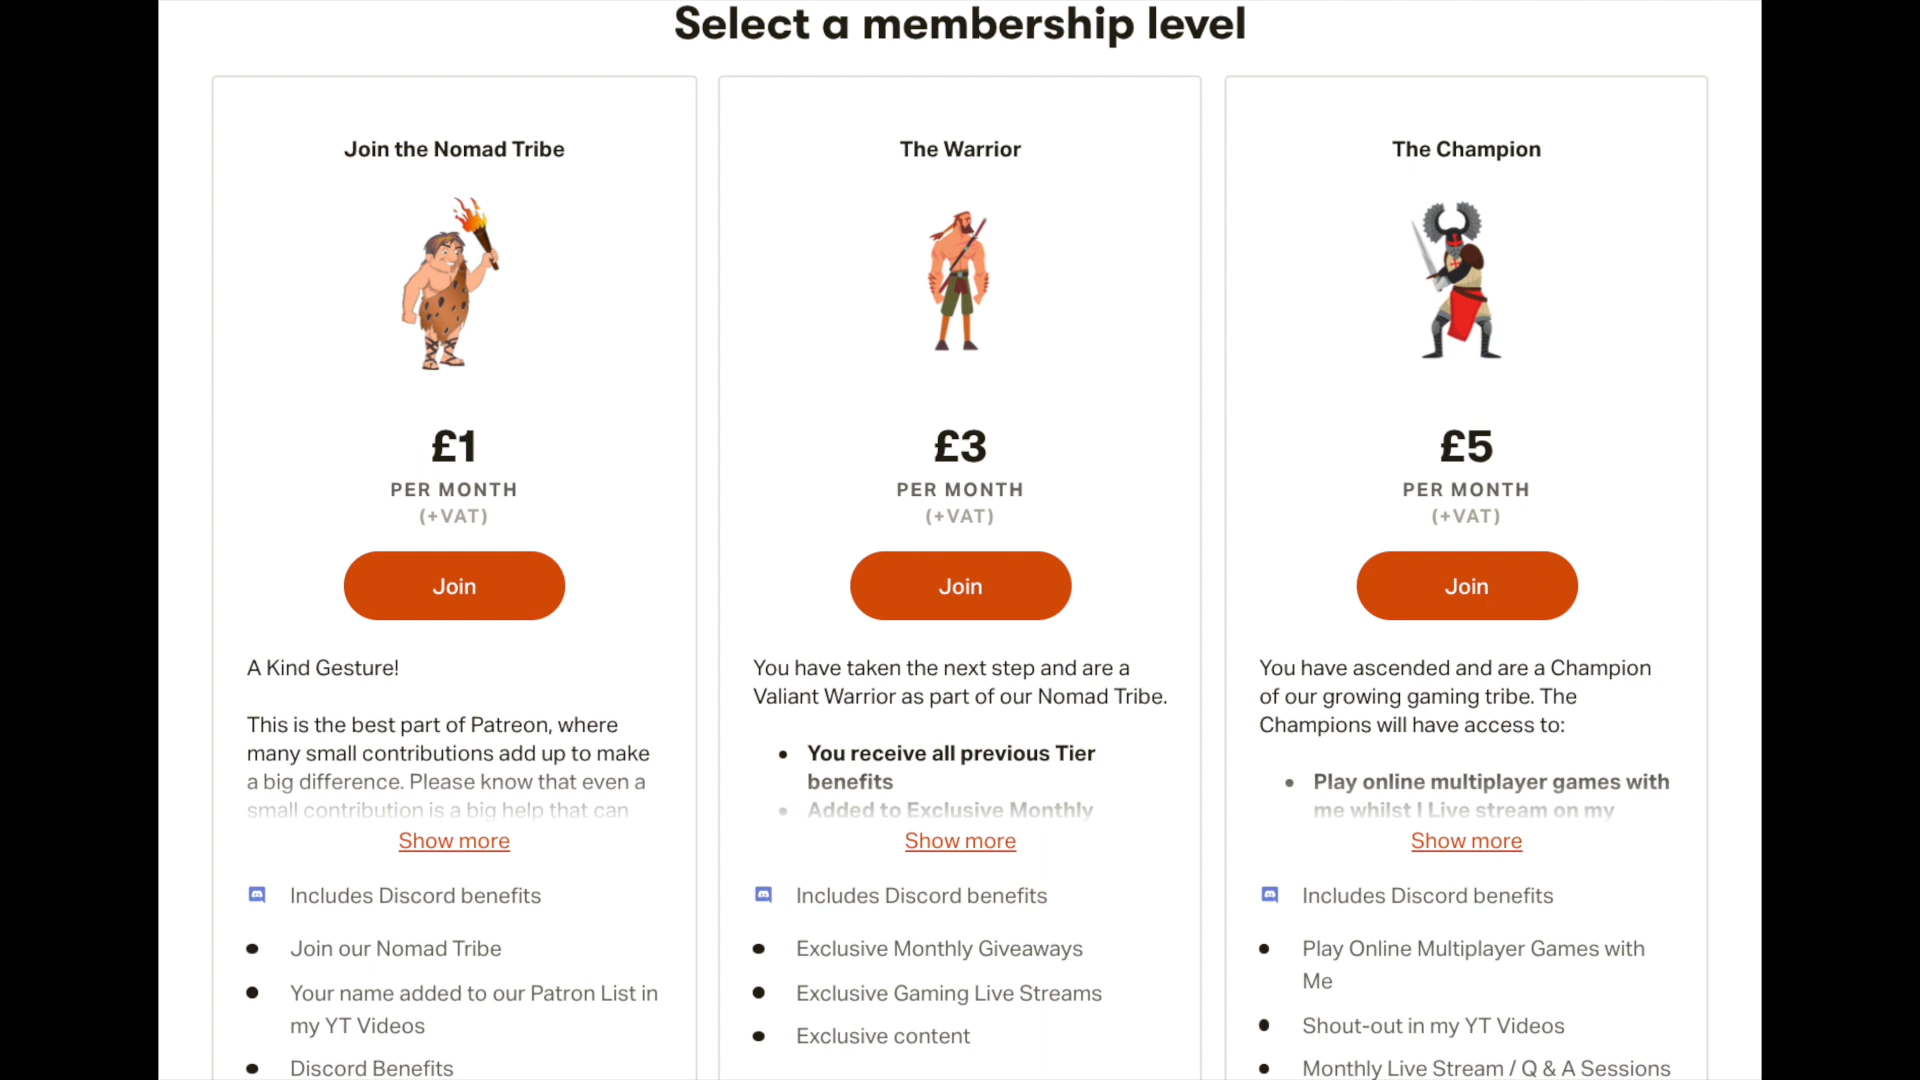 Select a membership level
Join the Nomad Tribe
£1
PER MONTH
(+VAT)
Join
A Kind Gesture!
This is the best part of Patreon, where
many small contributions add up to make
a big difference. Please know that even a
small contribution is a big help that can
Show more
Includes Discord benefits
Join our Nomad Tribe
Your name added to our Patron List in
my YT Videos
Discord Benefits
The Warrior
£3
PER MONTH
(+VAT)
Join
You have taken the next step and are a
Valiant Warrior as part of our Nomad Tribe.
You receive all previous Tier
benefits
Added to Exclusive Monthly
Show more
Includes Discord benefits
Exclusive Monthly Giveaways
Exclusive Gaming Live Streams
Exclusive content
The Champion
£5
PER MONTH
(+VAT)
Join
You have ascended and are a Champion
of our growing gaming tribe. The
Champions will have access to:
Play online multiplayer games with
me whilst I Live stream on my
Show more
Includes Discord benefits
Play Online Multiplayer Games with
Me
Shout-out in my YT Videos
Monthly Live Stream / Q & A Sessions